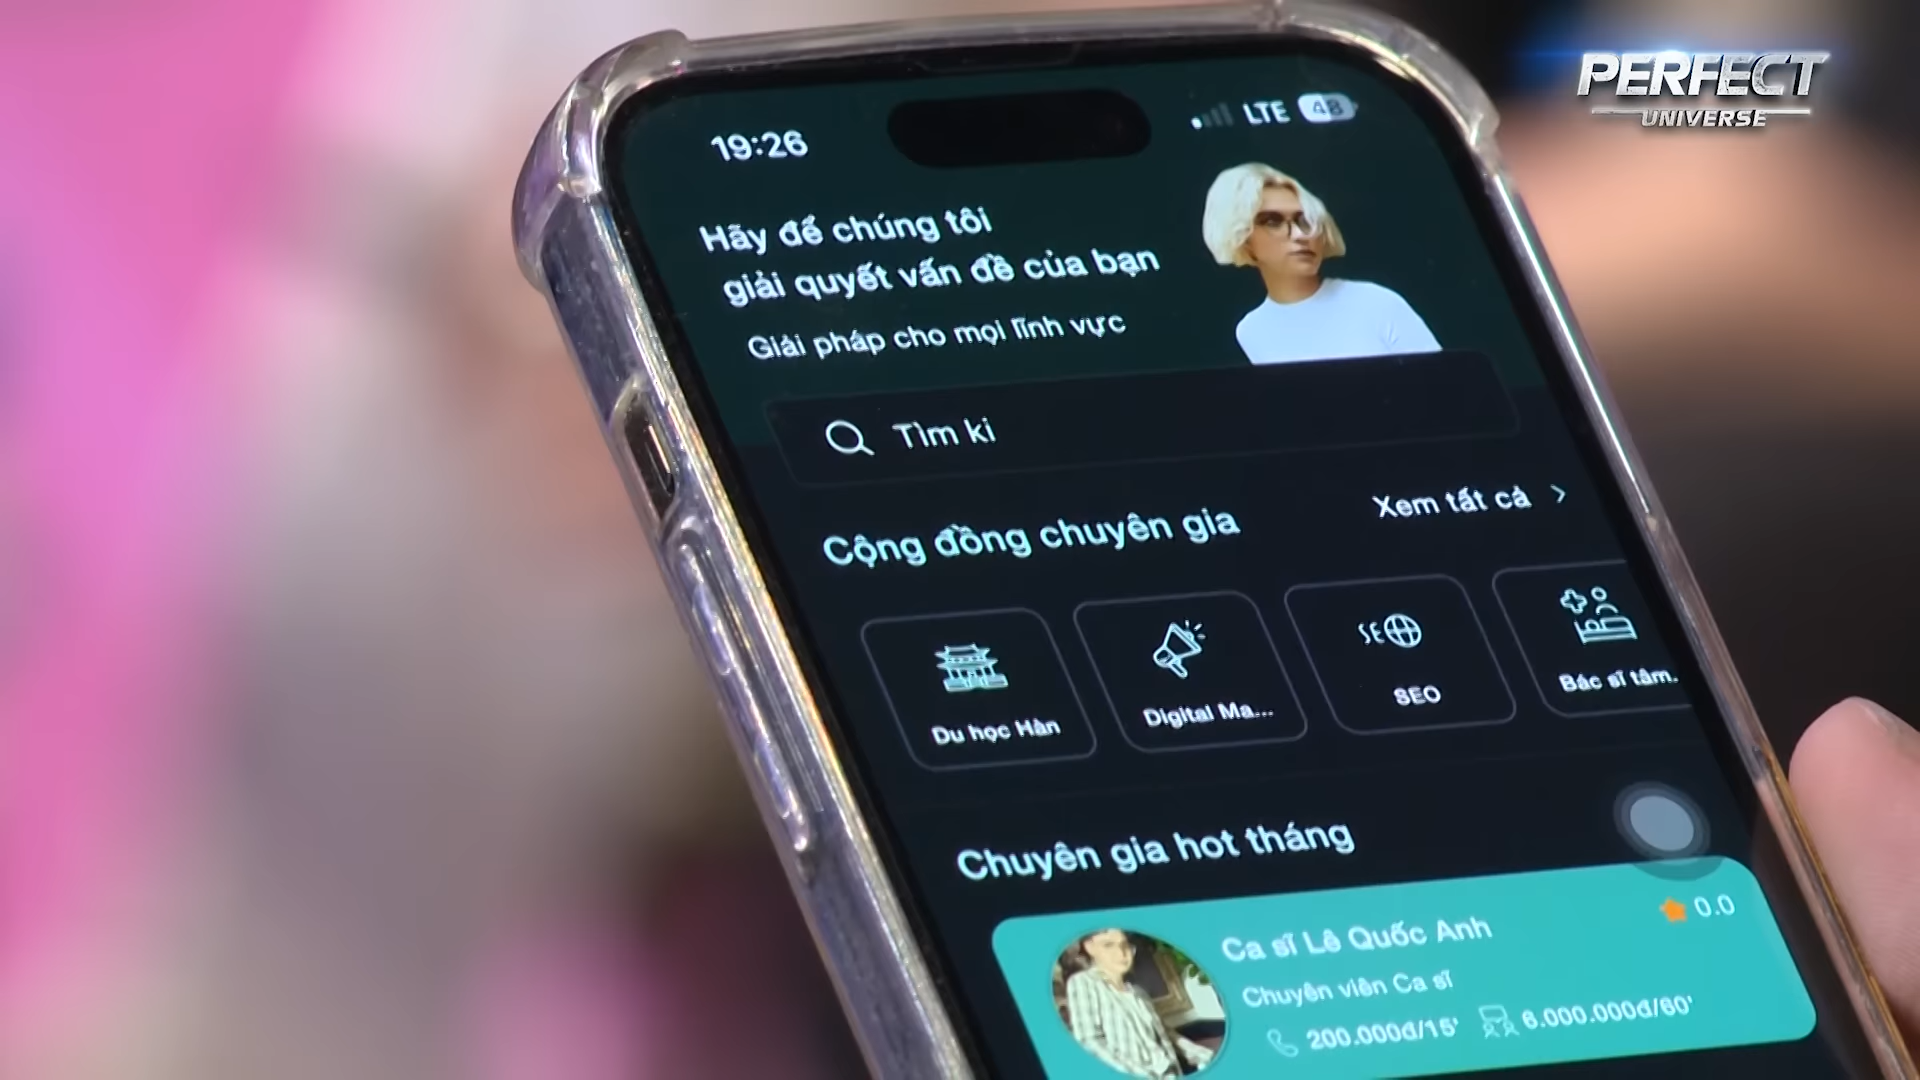 PERFECT
UNIVERSE
19:26
LTE 48
Hãy để chúng tôi
giải quyết vấn đề của bạn
Giải pháp cho mọi lĩnh vực
Tìm ki
Cộng đồng chuyên gia
Xem tất cả
SEO
Du học Hàn
Digital Ma...
SEO
Bác sĩ tâm.
Chuyên gia hot tháng
Ca sĩ Lê Quốc Anh
0.0
Chuyên viên Ca sĩ
200.000đ/15'
6.000.000đ/60'